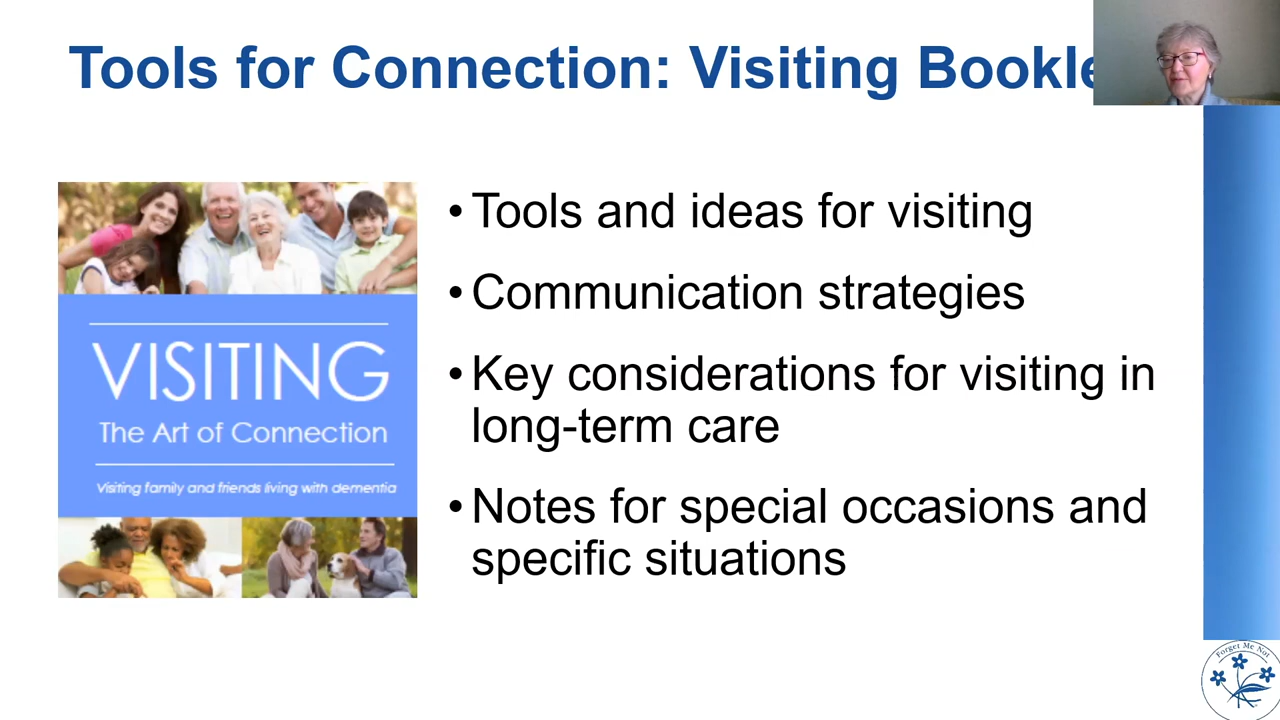 Tools for Connection: Visiting
VISITING
The Art of Connection
Visiting family and friends living with dementia
• Tools and ideas for visiting
• Communication strategies
• Key considerations for visiting in
long-term care
• Notes for special occasions and
specific situations
Forget Me Not